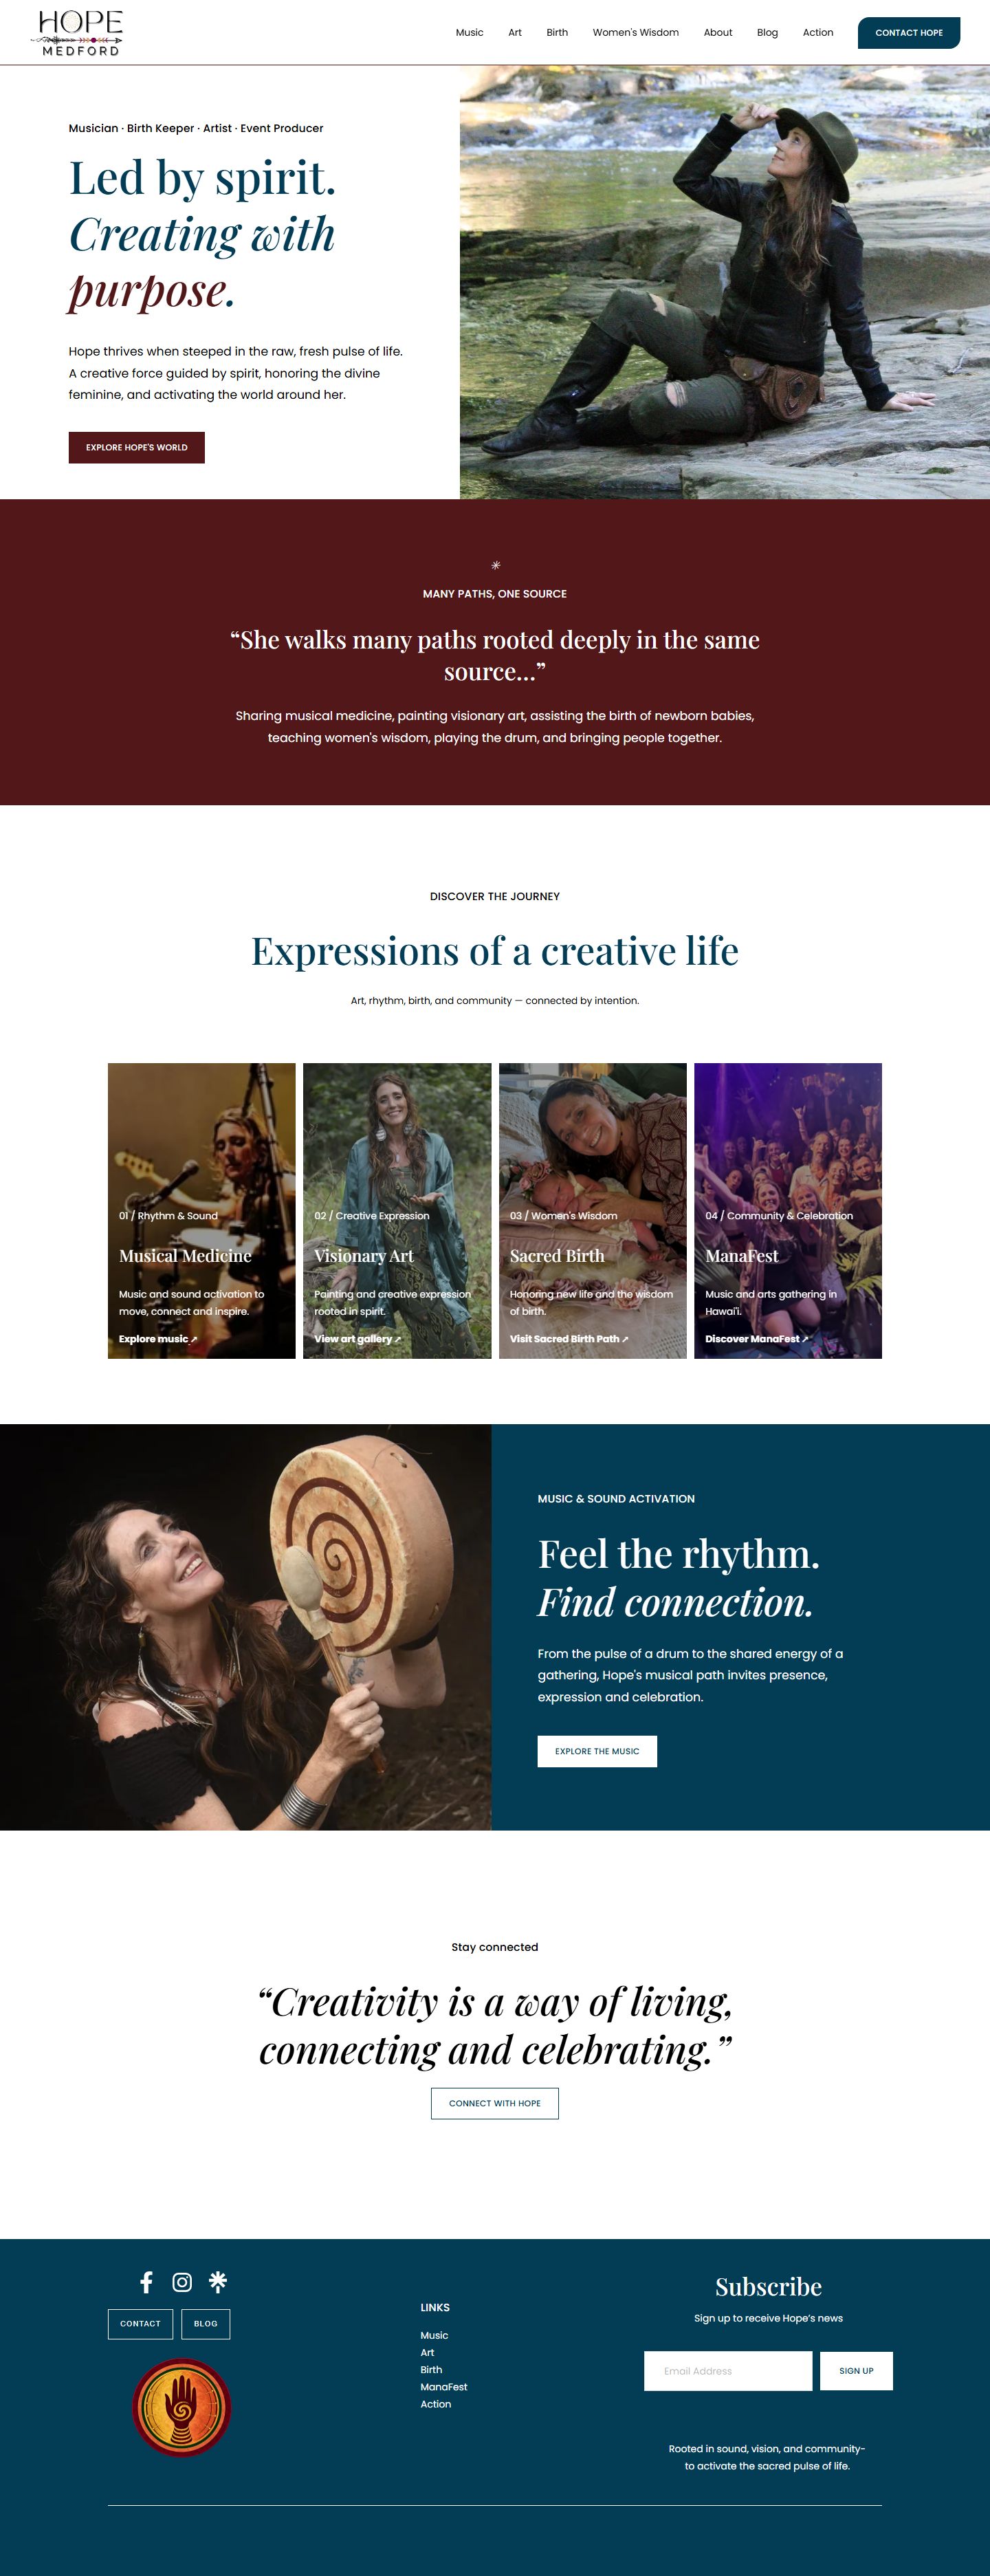 HOPE
MEDFORD
Music
Art
Birth
Women's Wisdom
About
Blog
Action
CONTACT HOPE
Musician · Birth Keeper · Artist · Event Producer
Led by spirit.
Creating with
purpose.
Hope thrives when steeped in the raw, fresh pulse of life.
A creative force guided by spirit, honoring the divine
feminine, and activating the world around her.
EXPLORE HOPE'S WORLD
MANY PATHS, ONE SOURCE
“She walks many paths rooted deeply in the same
source...”
Sharing musical medicine, painting visionary art, assisting the birth of newborn babies,
teaching women's wisdom, playing the drum, and bringing people together.
DISCOVER THE JOURNEY
Expressions of a creative life
Art, rhythm, birth, and community — connected by intention.
01 / Rhythm & Sound
Musical Medicine
Music and sound activation to
move, connect and inspire.
Explore music ↗
02 / Creative Expression
Visionary Art
Painting and creative expression
rooted in spirit.
View art gallery ↗
03 / Women's Wisdom
Sacred Birth
Honoring new life and the wisdom
of birth.
Visit Sacred Birth Path ↗
04 / Community & Celebration
ManaFest
Music and arts gathering in
Hawai'i.
Discover ManaFest ↗
MUSIC & SOUND ACTIVATION
Feel the rhythm.
Find connection.
From the pulse of a drum to the shared energy of a
gathering, Hope's musical path invites presence,
expression and celebration.
EXPLORE THE MUSIC
Stay connected
“Creativity is a way of living,
connecting and celebrating.”
CONNECT WITH HOPE
CONTACT
BLOG
LINKS
Music
Art
Birth
ManaFest
Action
Subscribe
Sign up to receive Hope’s news
Email Address
SIGN UP
Rooted in sound, vision, and community-
to activate the sacred pulse of life.